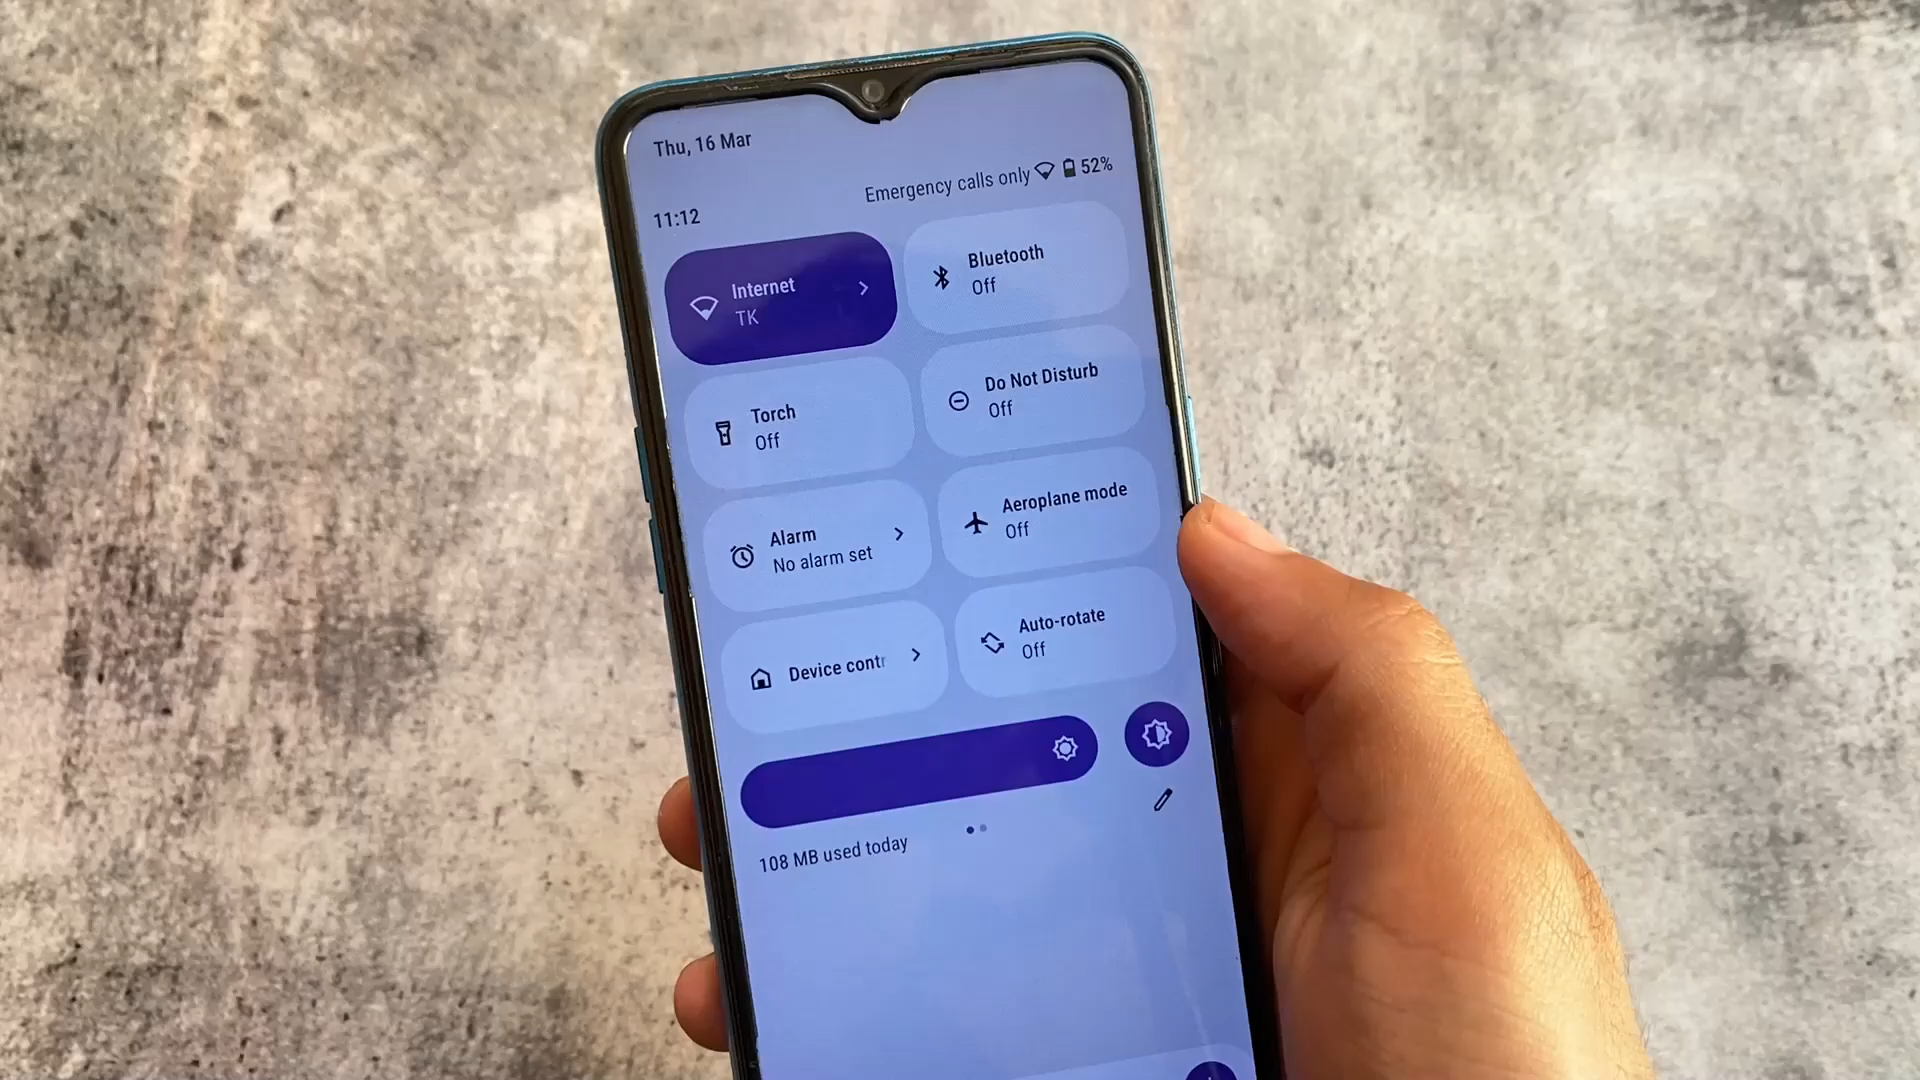 Thu, 16 Mar
Emergency calls only 52%
11:12
Internet
TK
Bluetooth
Off
Torch
Off
Do Not Disturb
Off
Alarm
No alarm set
Aeroplane mode
Off
Device contr
Auto-rotate
Off
108 MB used today